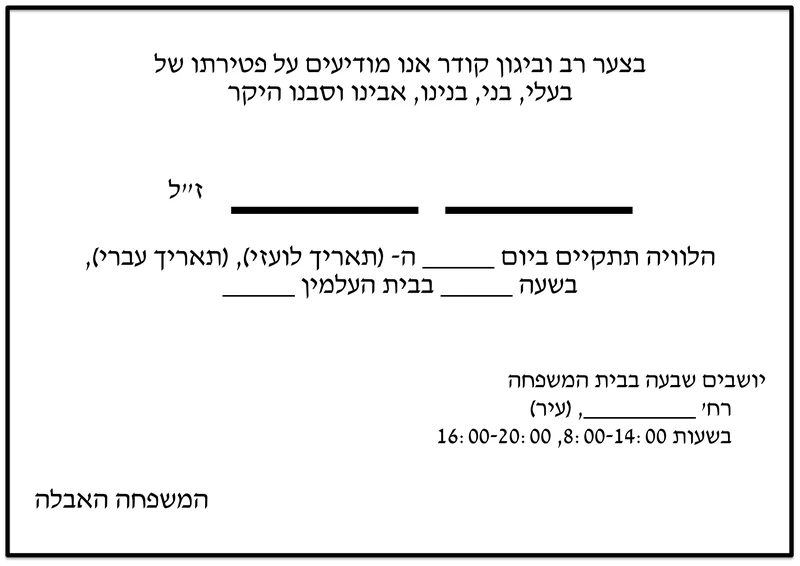 בצער רב וביגון קודר אנו מודיעים על פטירתו של
בעלי, בני, בנינו, אבינו וסבנו היקר
__________ __________ ז״ל
הלוויה תתקיים ביום ______ ה- (תאריך לועזי), (תאריך עברי),
בשעה ______ בבית העלמין ______
יושבים שבעה בבית המשפחה
רח׳ __________, (עיר)
בשעות 8:00-14:00, 16:00-20:00
המשפחה האבלה